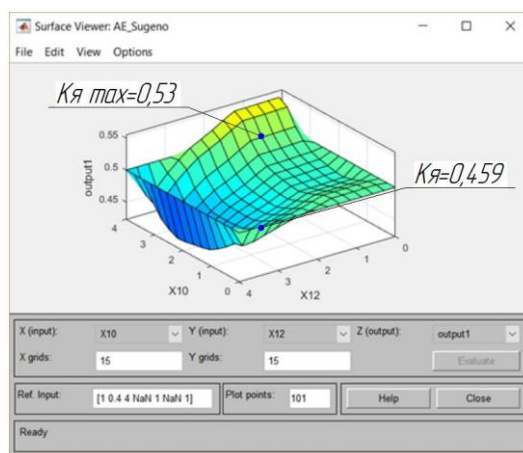 Surface Viewer: AE_Sugeno
File Edit View Options
Kя max=0,53
Kя=0,459
0.55
0.5
0.45
output1
4
3
2
1
0
X10
4
3
2
1
0
X12
X (input): X10 Y (input): X12 Z (output): output1
X grids: 15 Y grids: 15 Evaluate
Ref. Input: [1 0.4 4 NaN 1 NaN 1] Plot points: 101 Help Close
Ready